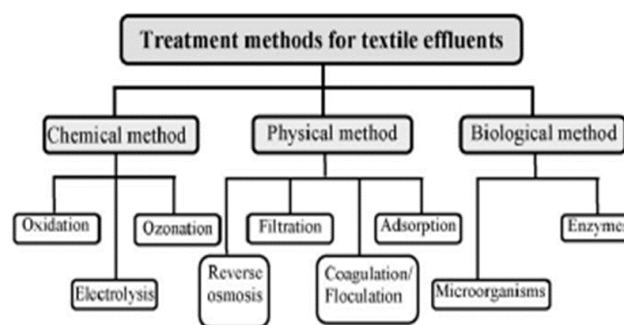 Treatment methods for textile effluents
Chemical method
Physical method
Biological method
Oxidation
Ozonation
Filtration
Adsorption
Enzymes
Electrolysis
Reverse
osmosis
Coagulation/
Floculation
Microorganisms